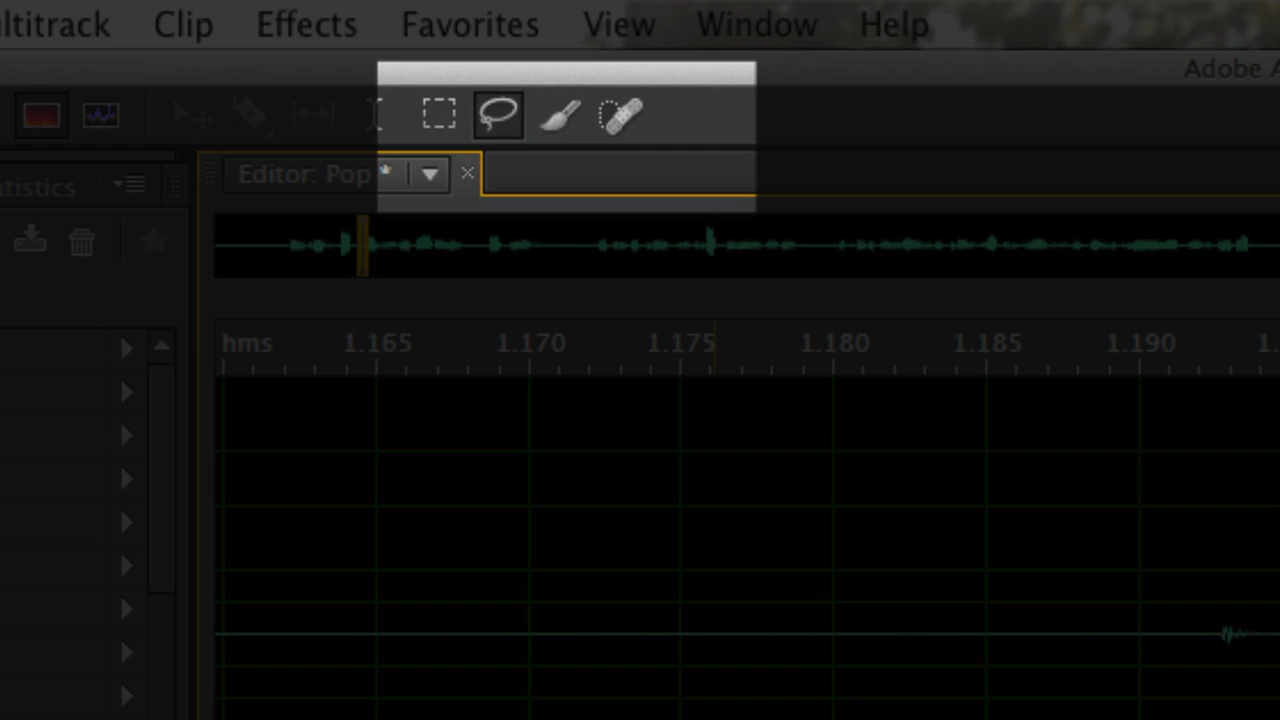 ltitrack Clip Effects Favorites View Window Help
Adobe A
atistics
Editor: Pop *
hms 1.165 1.170 1.175 1.180 1.185 1.190 1.